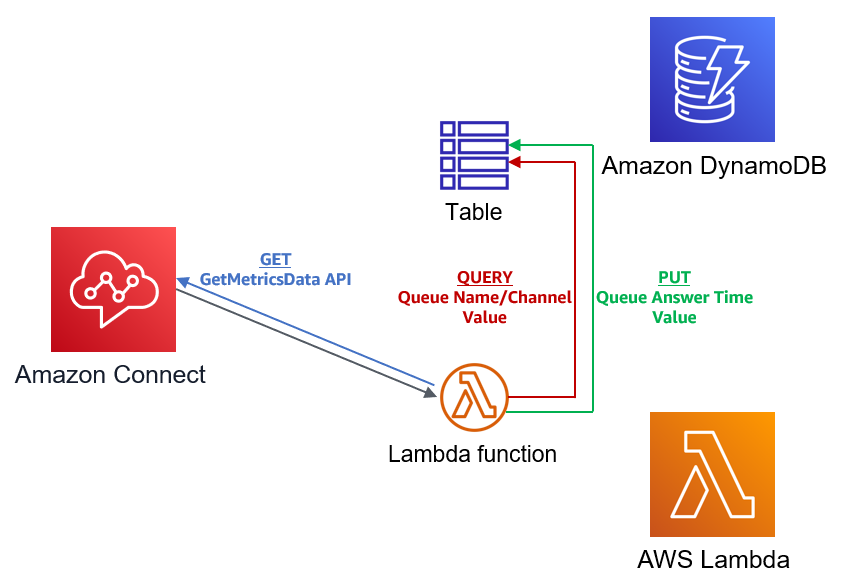 Amazon DynamoDB
Table
GET
GetMetricsData API
QUERY
Queue Name/Channel
Value
PUT
Queue Answer Time
Value
Amazon Connect
Lambda function
AWS Lambda